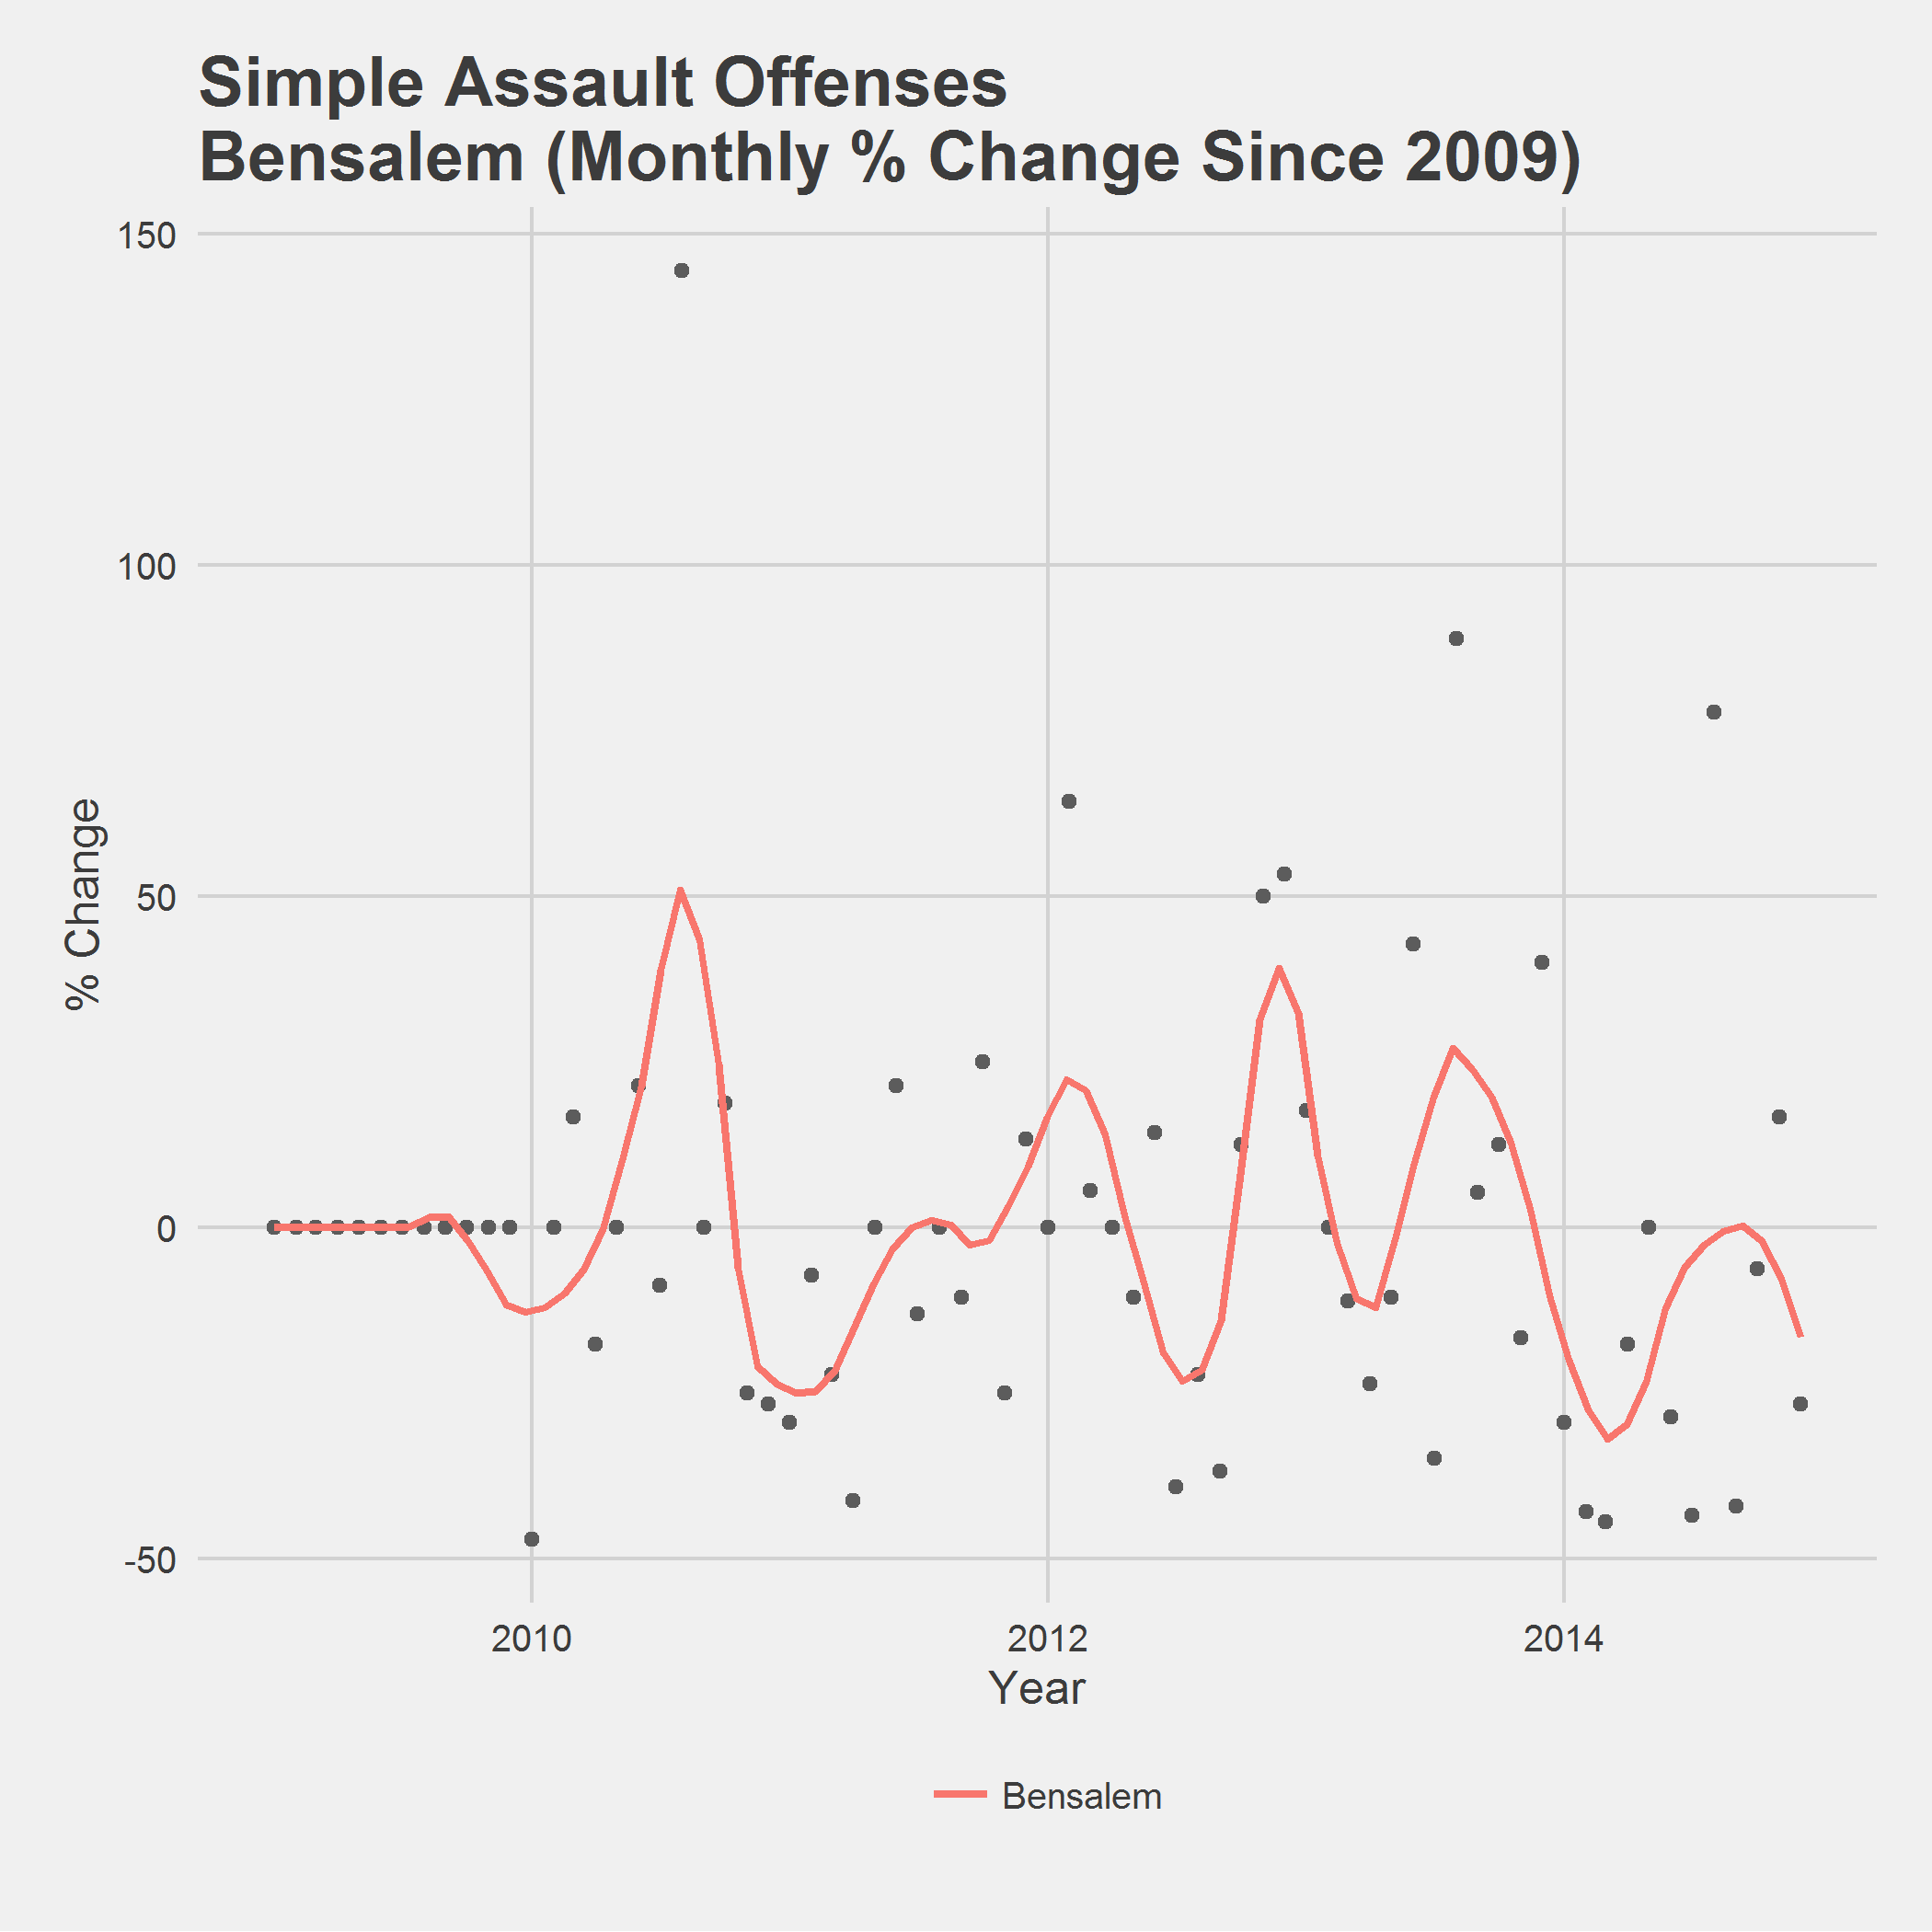 Simple Assault Offenses
Bensalem (Monthly % Change Since 2009)
150
100
50
0
-50
% Change
2010 2012 2014
Year
Bensalem